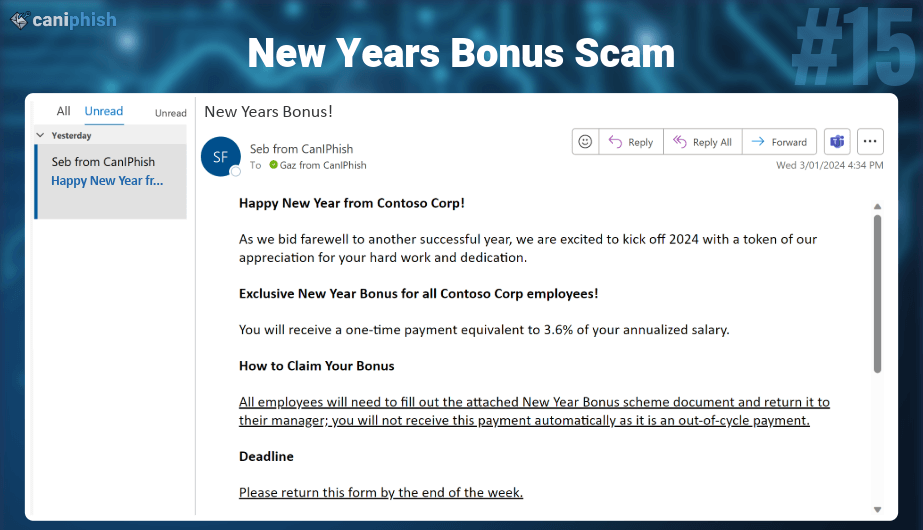 caniphish
New Years Bonus Scam
#15
All Unread Unread
Yesterday
Seb from CanIPhish
Happy New Year fr...
New Years Bonus!
SF
Seb from CanIPhish
To Gaz from CanIPhish
Reply Reply All Forward
Wed 3/01/2024 4:34 PM
Happy New Year from Contoso Corp!
As we bid farewell to another successful year, we are excited to kick off 2024 with a token of our
appreciation for your hard work and dedication.
Exclusive New Year Bonus for all Contoso Corp employees!
You will receive a one-time payment equivalent to 3.6% of your annualized salary.
How to Claim Your Bonus
All employees will need to fill out the attached New Year Bonus scheme document and return it to
their manager; you will not receive this payment automatically as it is an out-of-cycle payment.
Deadline
Please return this form by the end of the week.